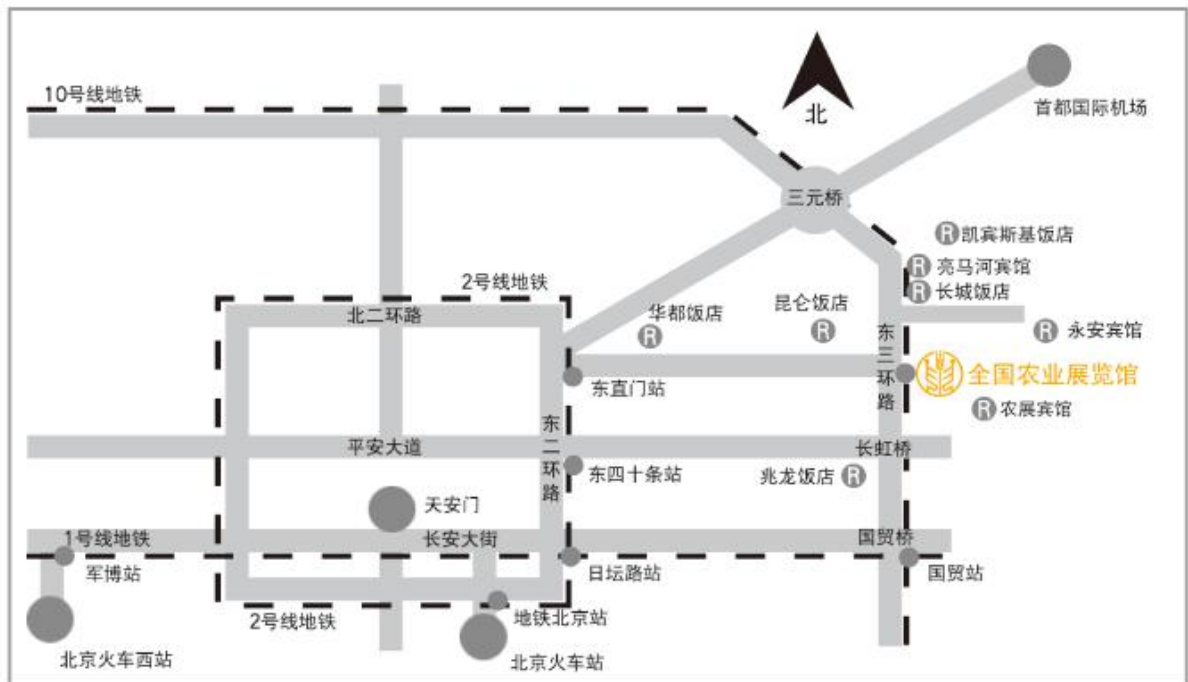 10号线地铁
北
首都国际机场
三元桥
R凯宾斯基饭店
R亮马河宾馆
R长城饭店
2号线地铁
北二环路
华都饭店
R
昆仑饭店
R
R永安宾馆
东三环路
全国农业展览馆
东直门站
R农展宾馆
东二环路
平安大道
长虹桥
东四十条站
兆龙饭店R
天安门
1号线地铁
长安大街
国贸桥
军博站
日坛路站
国贸站
2号线地铁
地铁北京站
北京火车西站
北京火车站